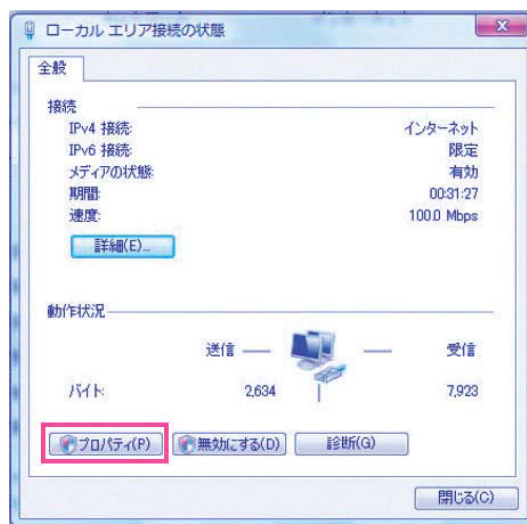 ローカル エリア接続の状態
全般
接続
IPv4 接続: インターネット
IPv6 接続: 限定
メディアの状態: 有効
期間: 00:31:27
速度: 100.0 Mbps
詳細(E)...
動作状況
送信 受信
バイト: 2,634 7,923
プロパティ(P) 無効にする(D) 診断(G)
閉じる(C)